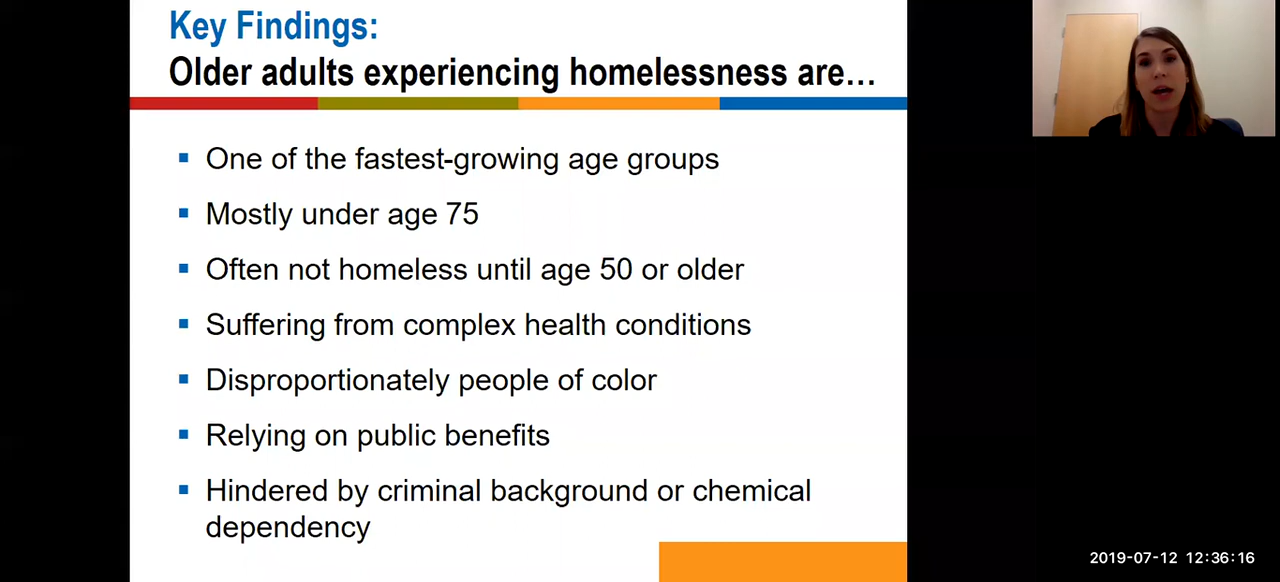 Key Findings:
Older adults experiencing homelessness are…
One of the fastest-growing age groups
Mostly under age 75
Often not homeless until age 50 or older
Suffering from complex health conditions
Disproportionately people of color
Relying on public benefits
Hindered by criminal background or chemical
dependency
2019-07-12 12:36:16